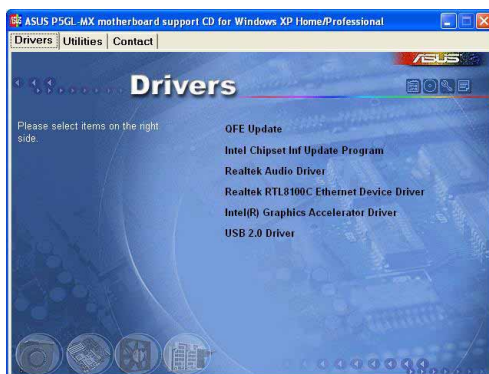 ASUS P5GL-MX motherboard support CD for Windows XP Home/Professional
Drivers Utilities Contact
ASUS
Drivers
Please select items on the right
side.
QFE Update
Intel Chipset Inf Update Program
Realtek Audio Driver
Realtek RTL8100C Ethernet Device Driver
Intel(R) Graphics Accelerator Driver
USB 2.0 Driver